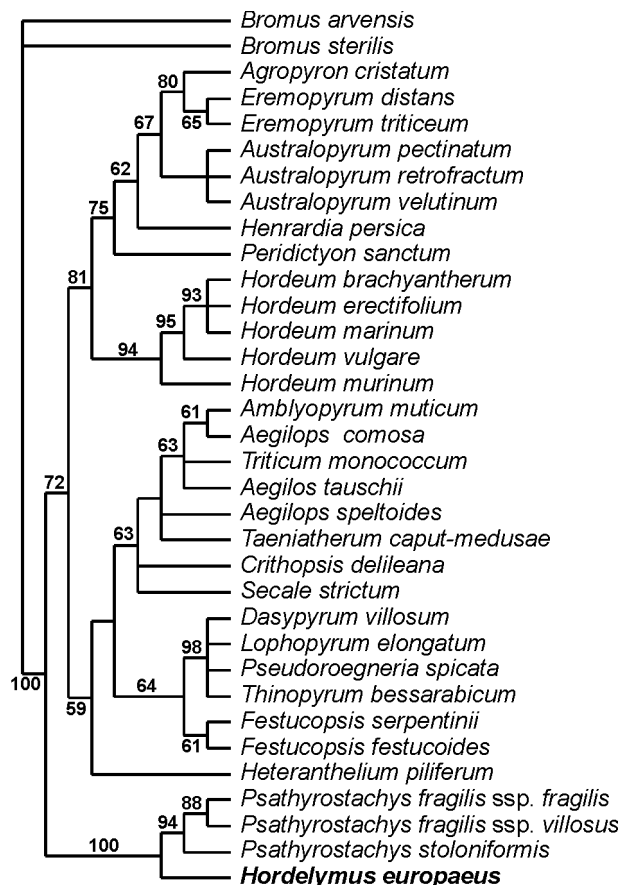 Bromus arvensis
Bromus sterilis
80 Agropyron cristatum
Eremopyrum distans
67 65 Eremopyrum triticeum
Australopyrum pectinatum
62 Australopyrum retrofractum
Australopyrum velutinum
75 Henrardia persica
Peridictyon sanctum
81 Hordeum brachyantherum
93 Hordeum erectifolium
95 Hordeum marinum
94 Hordeum vulgare
Hordeum murinum
61 Amblyopyrum muticum
Aegilops comosa
63 Triticum monococcum
72 Aegilos tauschii
Aegilops speltoides
63 Taeniatherum caput-medusae
Crithopsis delileana
Secale strictum
Dasypyrum villosum
98 Lophopyrum elongatum
Pseudoroegneria spicata
100 64 Thinopyrum bessarabicum
59 Festucopsis serpentinii
61 Festucopsis festucoides
Heteranthelium piliferum
88 Psathyrostachys fragilis ssp. fragilis
94 Psathyrostachys fragilis ssp. villosus
100 Psathyrostachys stoloniformis
Hordelymus europaeus